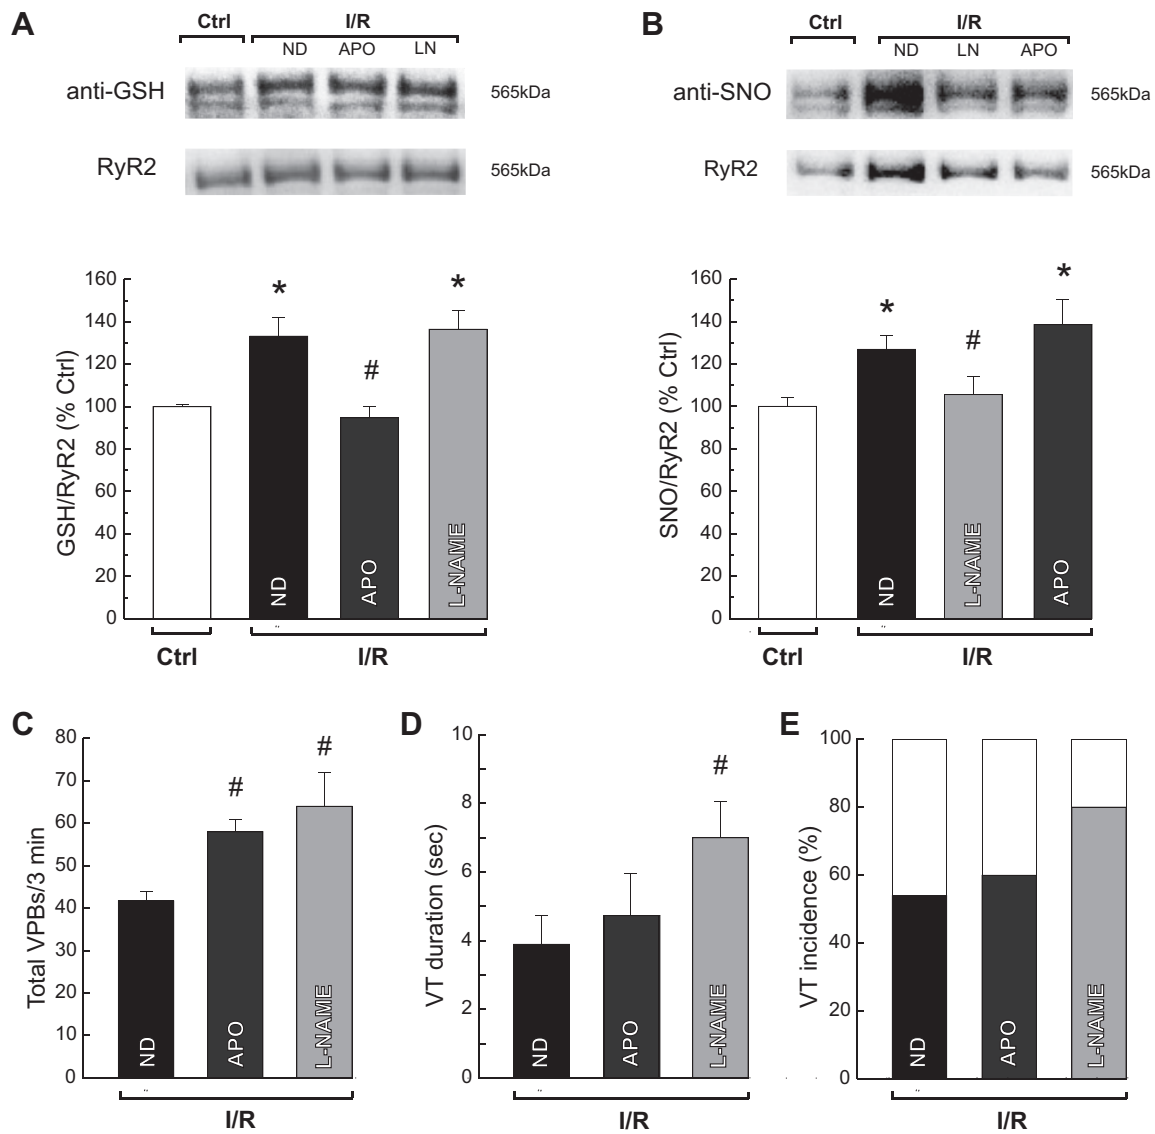 A
Ctrl I/R
ND APO LN
anti-GSH 565kDa
RyR2 565kDa
GSH/RyR2 (% Ctrl)
160
140
120
100
80
60
40
20
0
*
#
*
ND
APO
L-NAME
Ctrl I/R
B
Ctrl I/R
ND LN APO
anti-SNO 565kDa
RyR2 565kDa
SNO/RyR2 (% Ctrl)
160
140
120
100
80
60
40
20
0
*
#
*
ND
L-NAME
APO
Ctrl I/R
C
Total VPBs/3 min
80
70
60
50
40
30
20
10
0
#
#
ND
APO
L-NAME
I/R
D
VT duration (sec)
10
8
6
4
2
0
#
ND
APO
L-NAME
I/R
E
VT incidence (%)
100
80
60
40
20
0
ND
APO
L-NAME
I/R